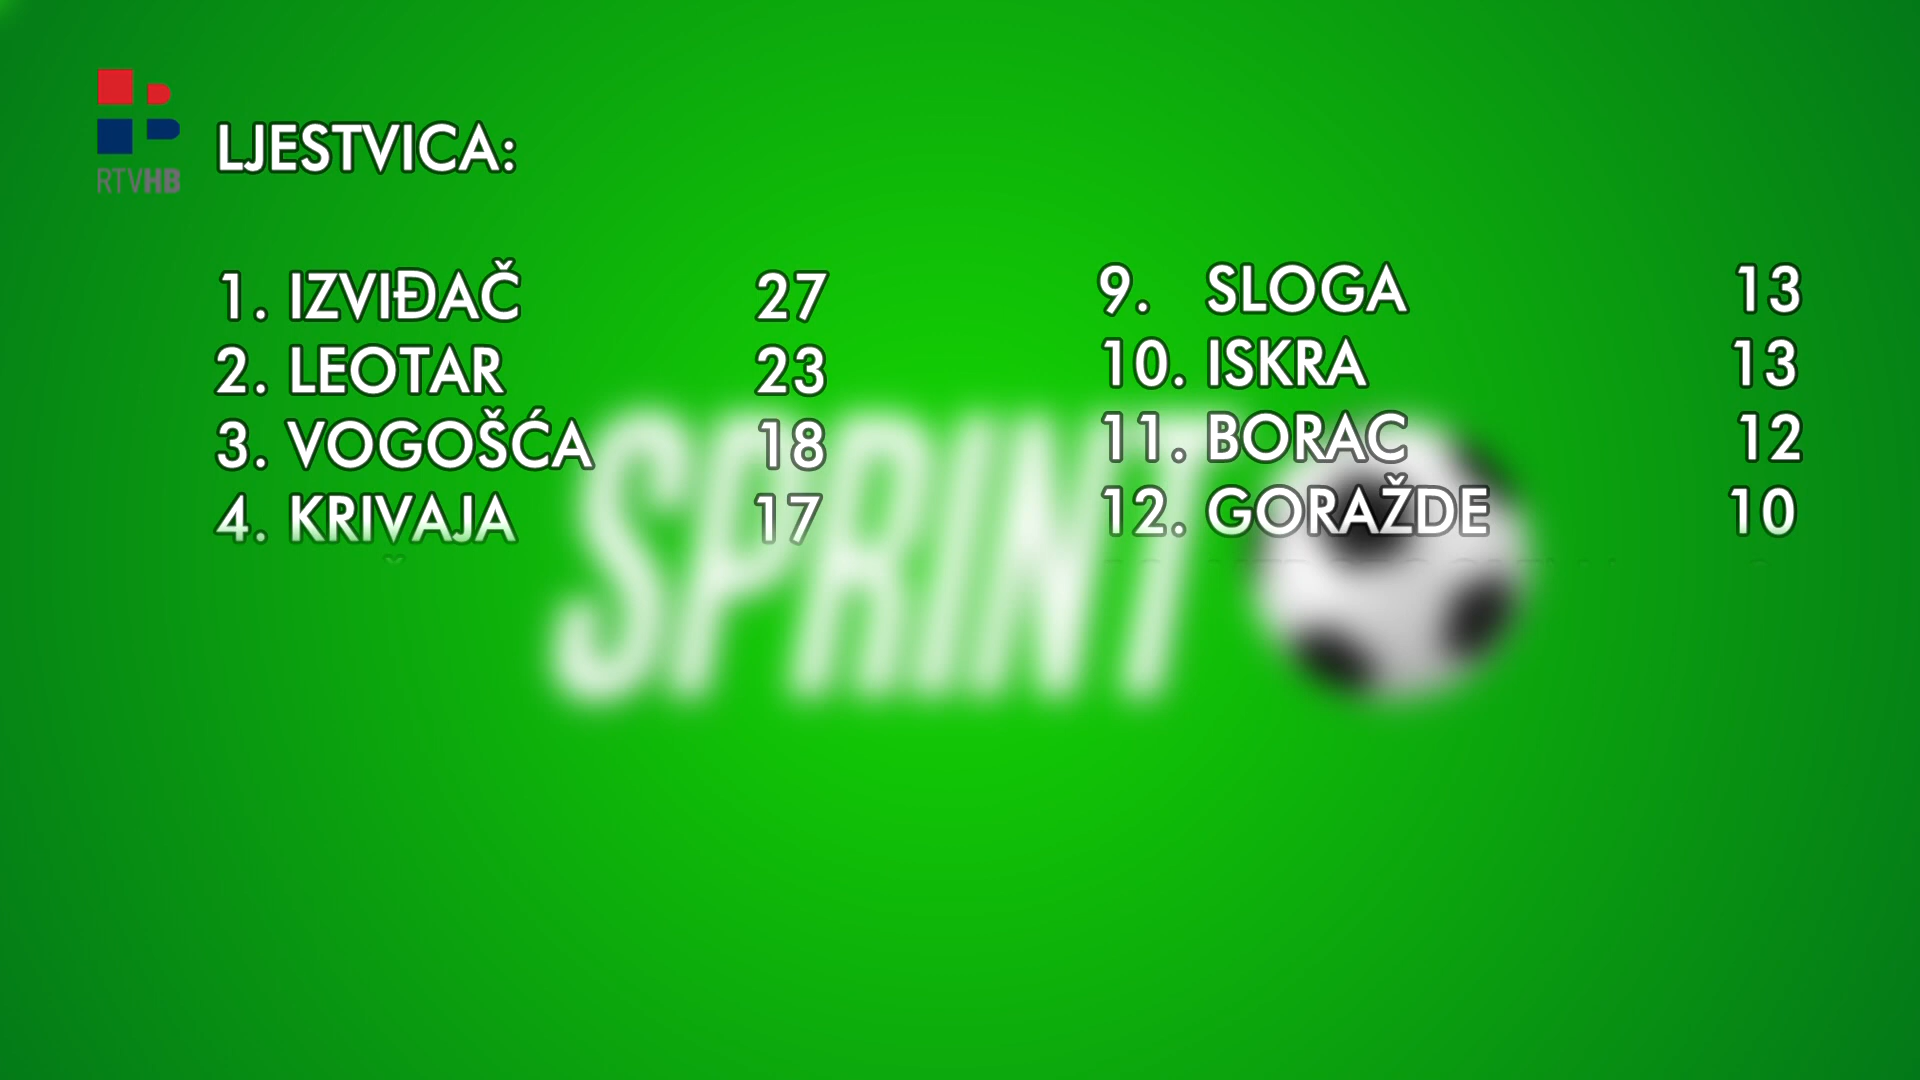 RTVHB
LJESTVICA:
1. IZVIĐAČ 27
2. LEOTAR 23
3. VOGOŠĆA 18
4. KRIVAJA 17
9. SLOGA 13
10. ISKRA 13
11. BORAC 12
12. GORAŽDE 10
SPRINT